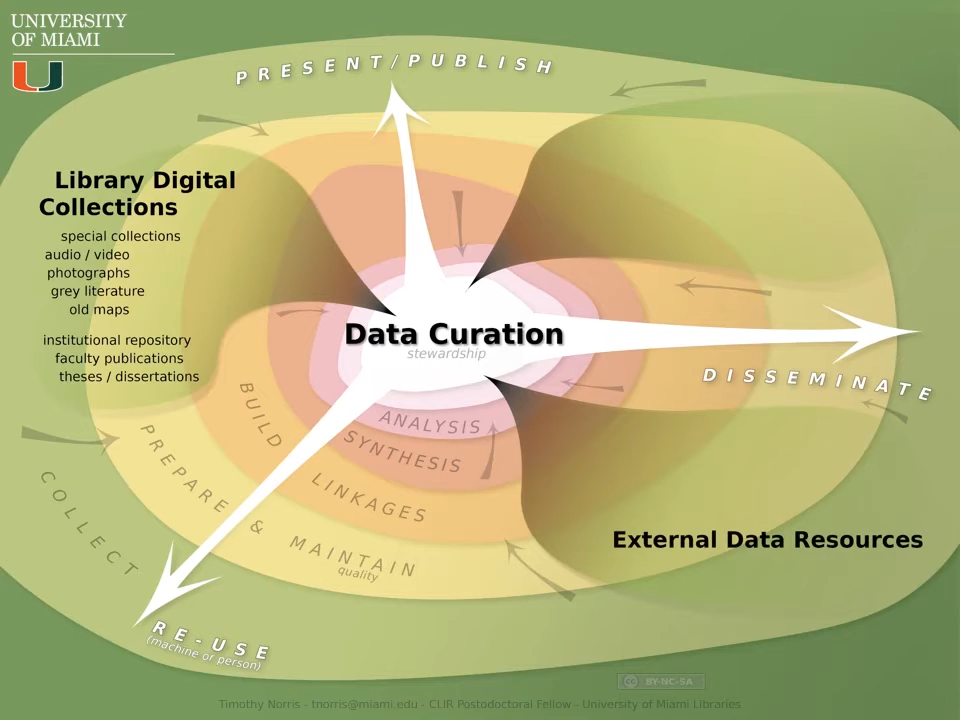 UNIVERSITY
OF MIAMI
PRESENT/PUBLISH
Library Digital
Collections
special collections
audio / video
photographs
grey literature
old maps
institutional repository
faculty publications
theses / dissertations
Data Curation
stewardship
DISSEMINATE
ANALYSIS
SYNTHESIS
BUILD LINKAGES
PREPARE & MAINTAIN
quality
COLLECT
External Data Resources
RE-USE
(machine or person)
cc BY-NC-SA
Timothy Norris - tnorris@miami.edu - CLIR Postodoctoral Fellow - University of Miami Libraries